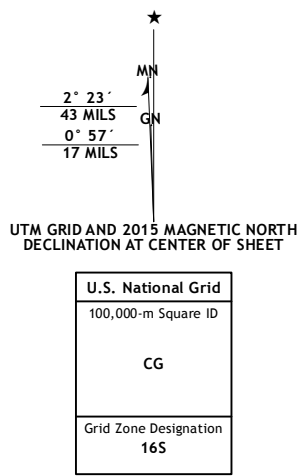 MN
2° 23´
43 MILS
GN
0° 57´
17 MILS
UTM GRID AND 2015 MAGNETIC NORTH
DECLINATION AT CENTER OF SHEET
U.S. National Grid
100,000-m Square ID
CG
Grid Zone Designation
16S